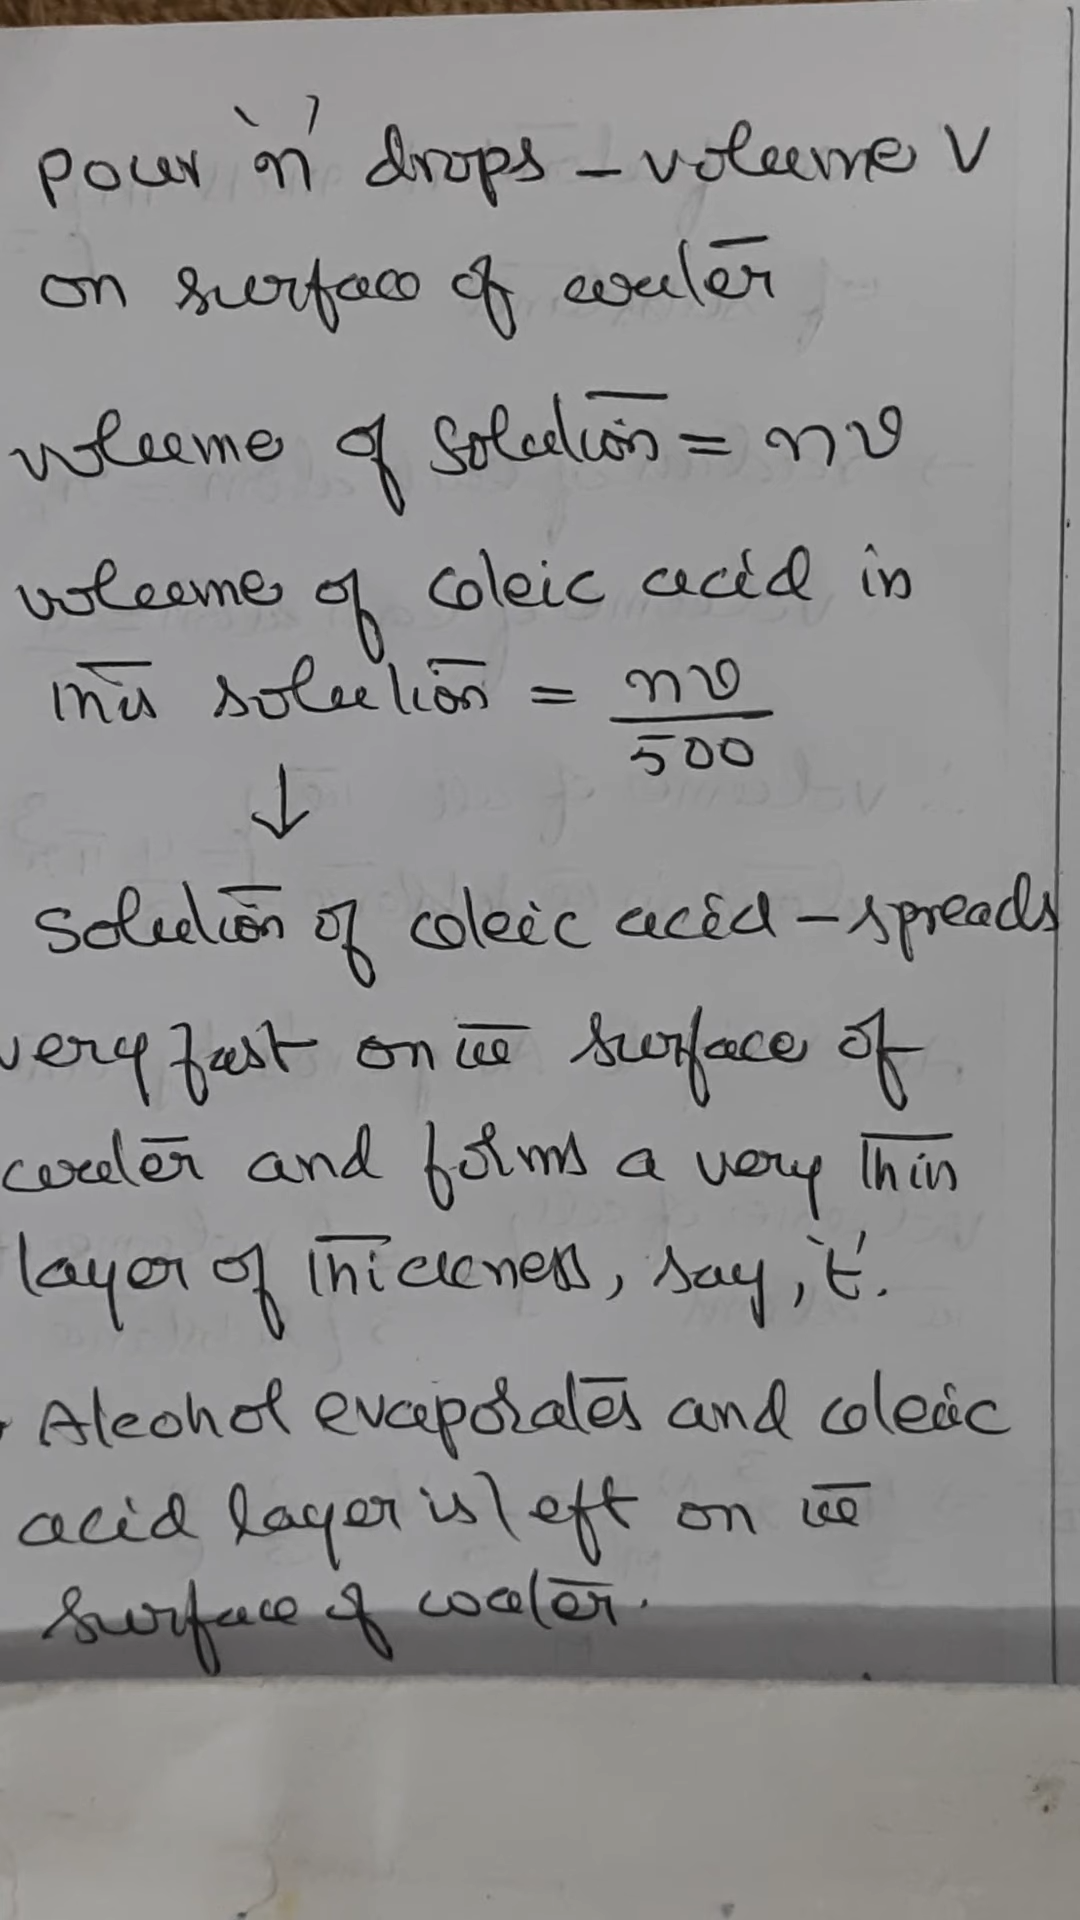 pour 'n' drops - volume V
on surface of water
volume of solution = nv
volume of oleic acid in
this solution = nv/500
↓
solution of oleic acid - spreads
very fast on the surface of
water and forms a very thin
layer of thickness, say, 't'.
Alcohol evaporates and oleic
acid layer is left on the
surface of water.